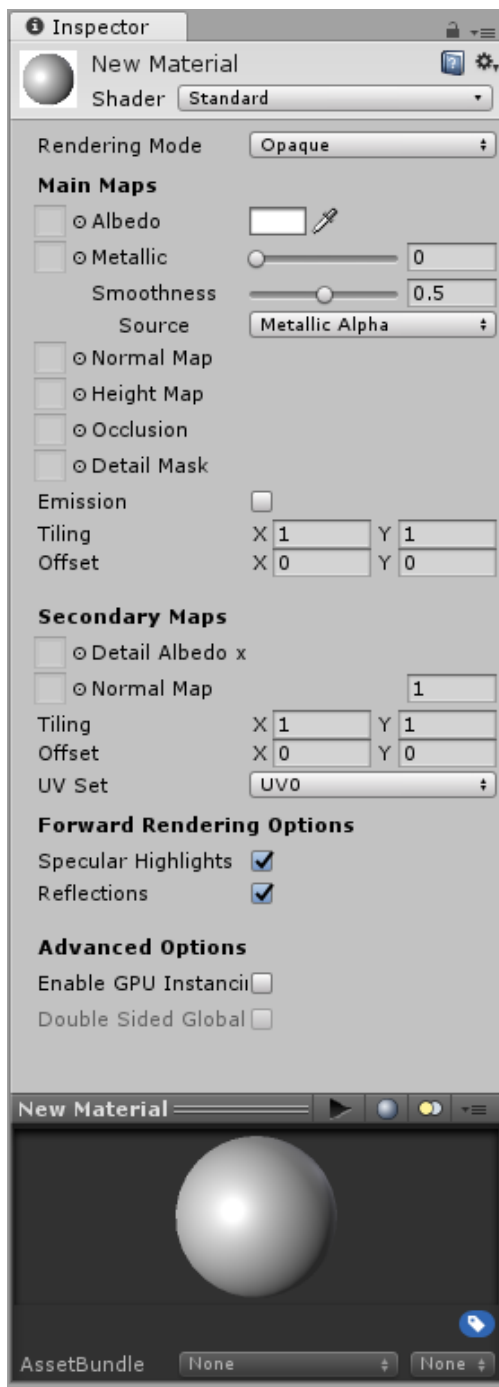 Inspector
New Material
Shader Standard
Rendering Mode Opaque
Main Maps
Albedo
Metallic 0
Smoothness 0.5
Source Metallic Alpha
Normal Map
Height Map
Occlusion
Detail Mask
Emission
Tiling X 1 Y 1
Offset X 0 Y 0
Secondary Maps
Detail Albedo x
Normal Map 1
Tiling X 1 Y 1
Offset X 0 Y 0
UV Set UV0
Forward Rendering Options
Specular Highlights
Reflections
Advanced Options
Enable GPU Instancii
Double Sided Global
New Material
AssetBundle None None